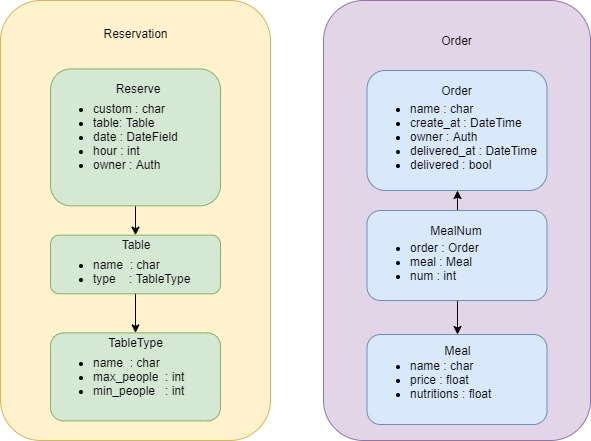 Reservation
Reserve
• custom : char
• table: Table
• date : DateField
• hour : int
• owner : Auth
Table
• name : char
• type : TableType
TableType
• name : char
• max_people : int
• min_people : int
Order
Order
• name : char
• create_at : DateTime
• owner : Auth
• delivered_at : DateTime
• delivered : bool
MealNum
• order : Order
• meal : Meal
• num : int
Meal
• name : char
• price : float
• nutritions : float